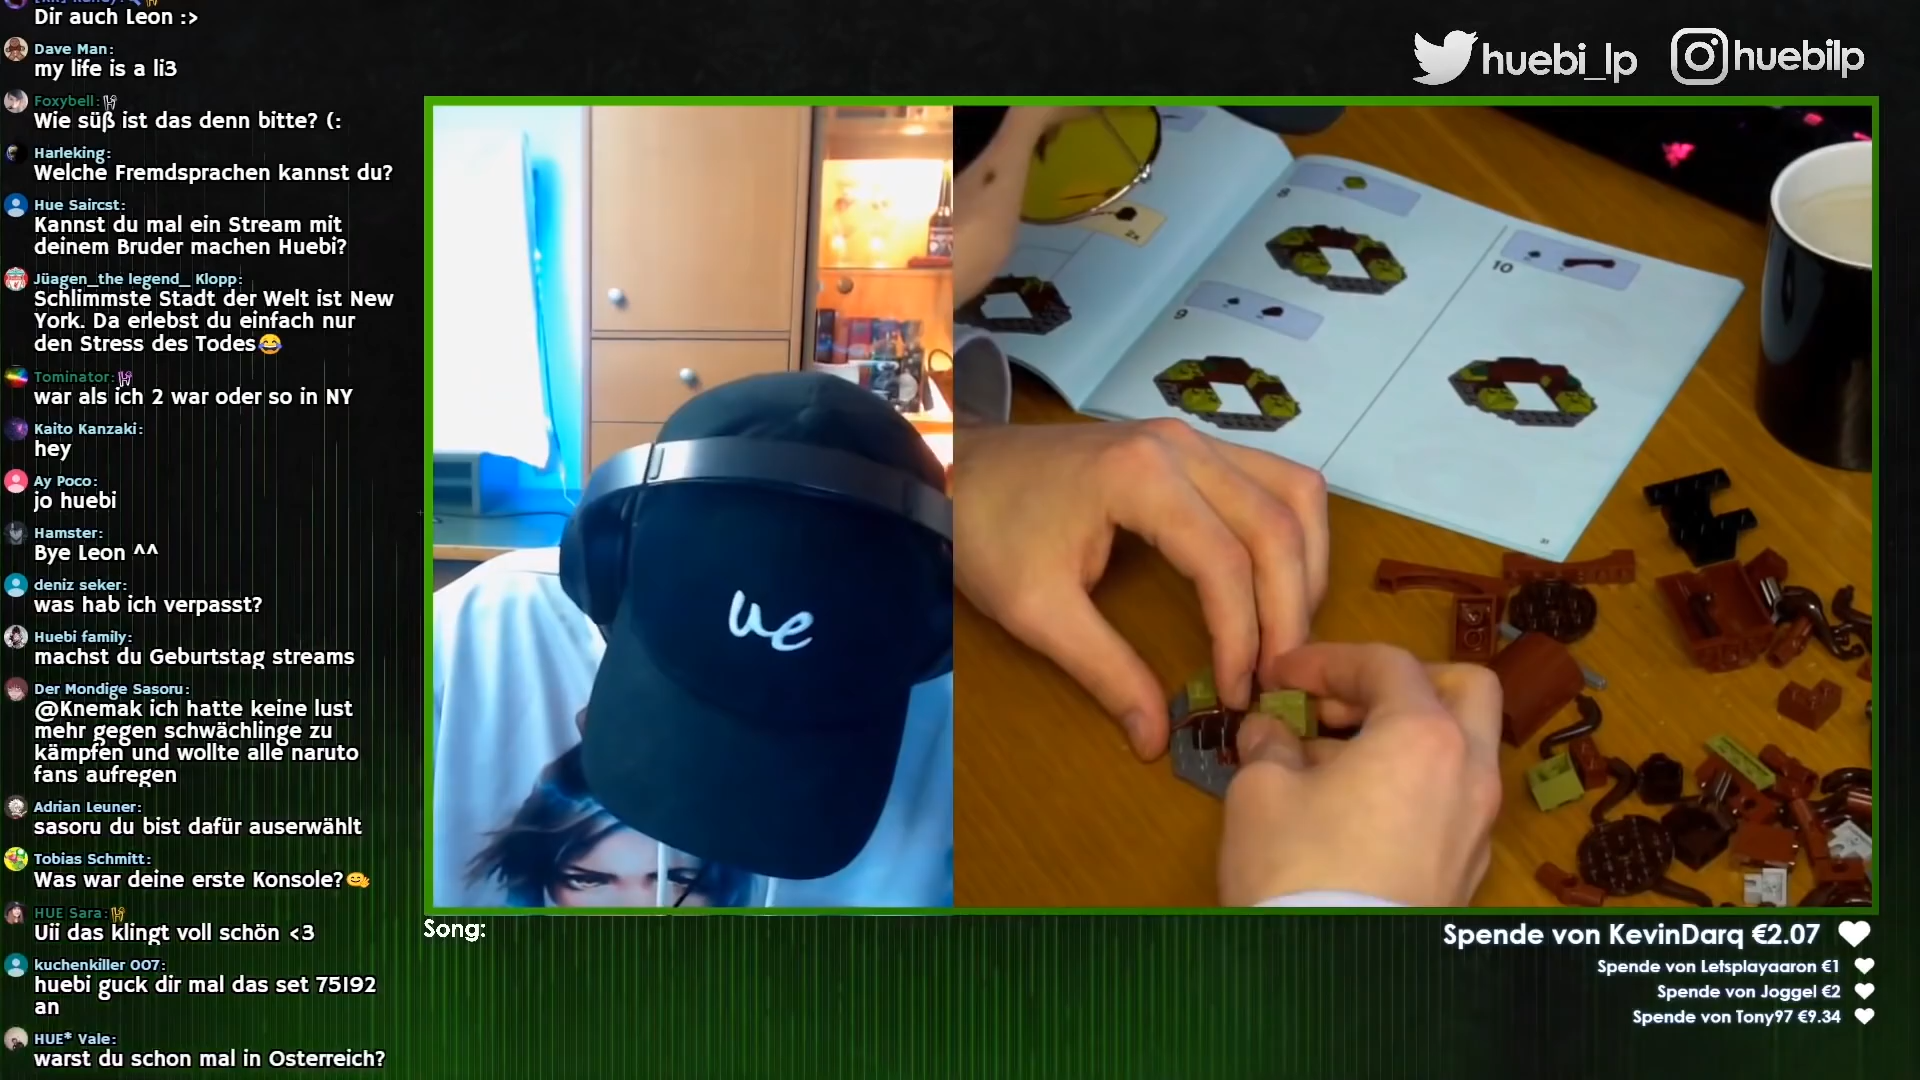 Dir auch Leon :>
Dave Man:
my life is a li3
Foxybell:
Wie süß ist das denn bitte? (:
Harleking:
Welche Fremdsprachen kannst du?
Hue Saircst:
Kannst du mal ein Stream mit
deinem Bruder machen Huebi?
Jüagen_the legend_ Klopp:
Schlimmste Stadt der Welt ist New
York. Da erlebst du einfach nur
den Stress des Todes😂
Tominator:
war als ich 2 war oder so in NY
Kaito Kanzaki:
hey
Ay Poco:
jo huebi
Hamster:
Bye Leon ^^
deniz seker:
was hab ich verpasst?
Huebi family:
machst du Geburtstag streams
Der Mondige Sasoru:
@Knemak ich hatte keine lust
mehr gegen schwächlinge zu
kämpfen und wollte alle naruto
fans aufregen
Adrian Leuner:
sasoru du bist dafür auserwählt
Tobias Schmitt:
Was war deine erste Konsole?
HUE Sara:
Uii das klingt voll schön <3
kuchenkiller 007:
huebi guck dir mal das set 75192
an
HUE* Vale:
warst du schon mal in Osterreich?
huebi_lp
huebilp
ue
2x
8
9
10
31
Song:
Spende von KevinDarq €2.07
Spende von Letsplayaaron €1
Spende von Joggel €2
Spende von Tony97 €9.34